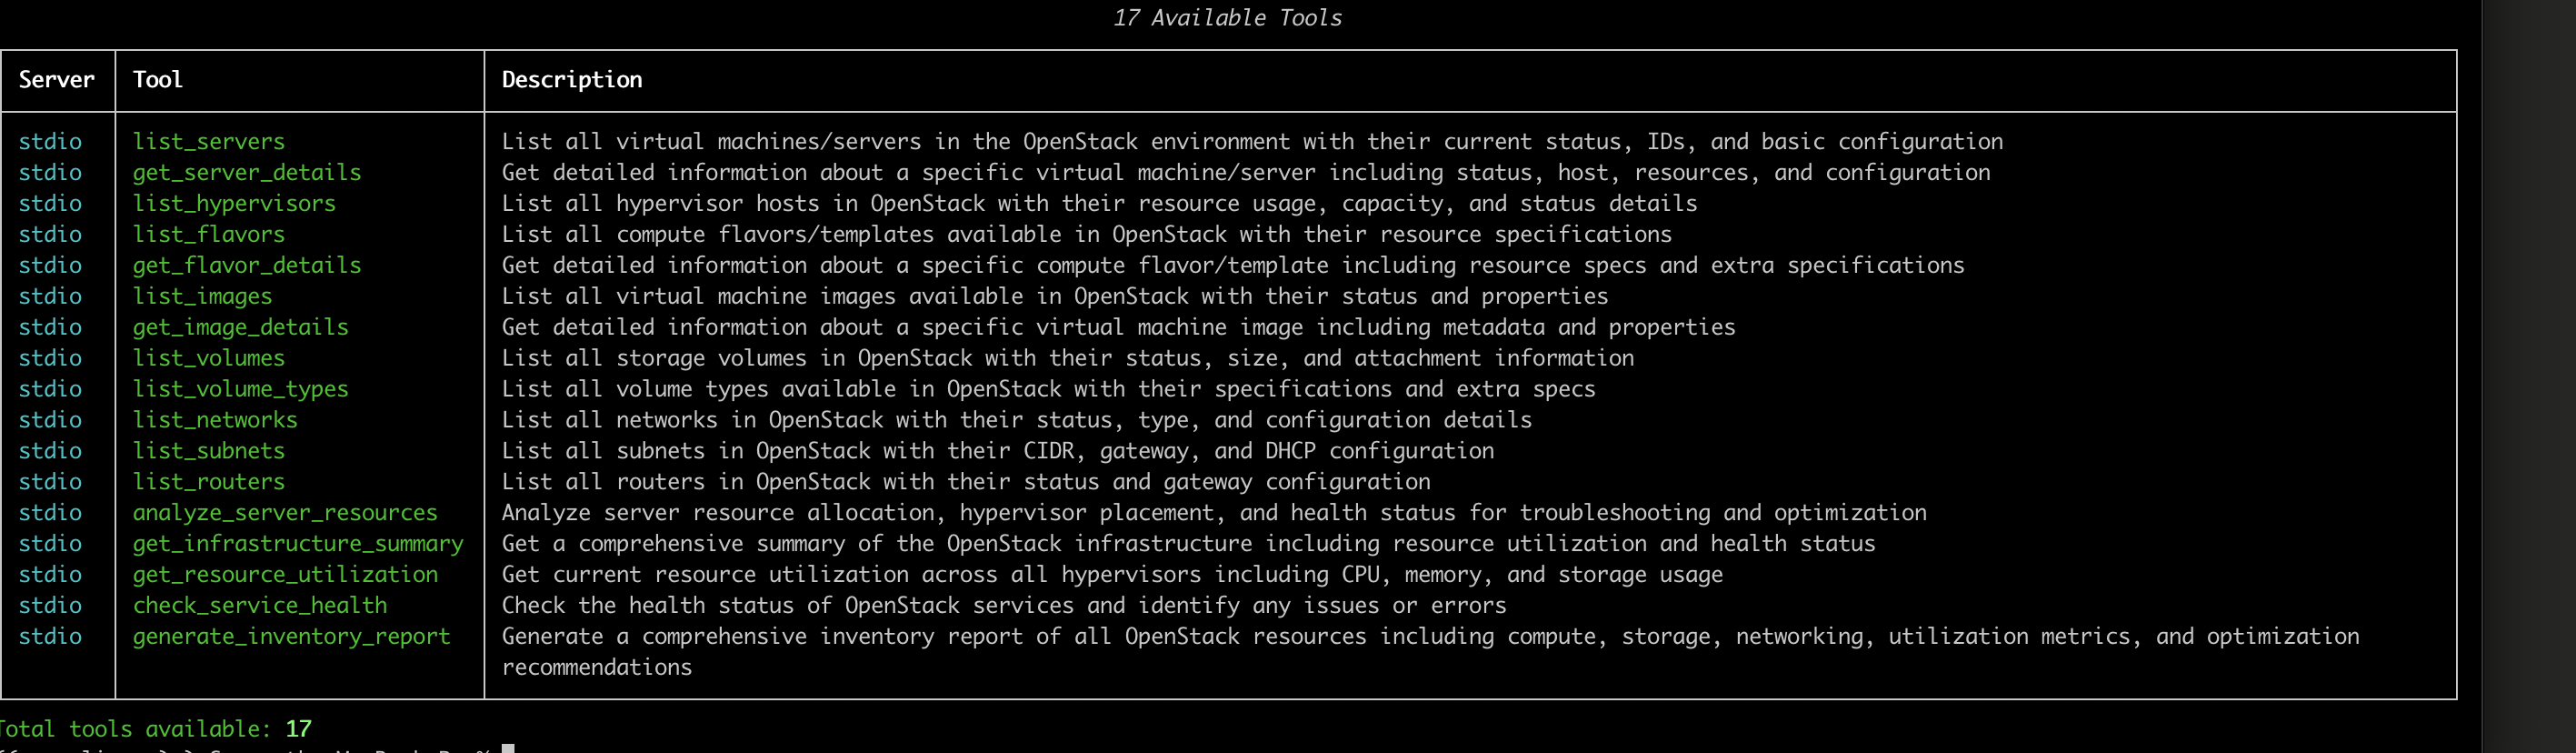 17 Available Tools
Server Tool Description
stdio list_servers List all virtual machines/servers in the OpenStack environment with their current status, IDs, and basic configuration
stdio get_server_details Get detailed information about a specific virtual machine/server including status, host, resources, and configuration
stdio list_hypervisors List all hypervisor hosts in OpenStack with their resource usage, capacity, and status details
stdio list_flavors List all compute flavors/templates available in OpenStack with their resource specifications
stdio get_flavor_details Get detailed information about a specific compute flavor/template including resource specs and extra specifications
stdio list_images List all virtual machine images available in OpenStack with their status and properties
stdio get_image_details Get detailed information about a specific virtual machine image including metadata and properties
stdio list_volumes List all storage volumes in OpenStack with their status, size, and attachment information
stdio list_volume_types List all volume types available in OpenStack with their specifications and extra specs
stdio list_networks List all networks in OpenStack with their status, type, and configuration details
stdio list_subnets List all subnets in OpenStack with their CIDR, gateway, and DHCP configuration
stdio list_routers List all routers in OpenStack with their status and gateway configuration
stdio analyze_server_resources Analyze server resource allocation, hypervisor placement, and health status for troubleshooting and optimization
stdio get_infrastructure_summary Get a comprehensive summary of the OpenStack infrastructure including resource utilization and health status
stdio get_resource_utilization Get current resource utilization across all hypervisors including CPU, memory, and storage usage
stdio check_service_health Check the health status of OpenStack services and identify any issues or errors
stdio generate_inventory_report Generate a comprehensive inventory report of all OpenStack resources including compute, storage, networking, utilization metrics, and optimization
recommendations
Total tools available: 17